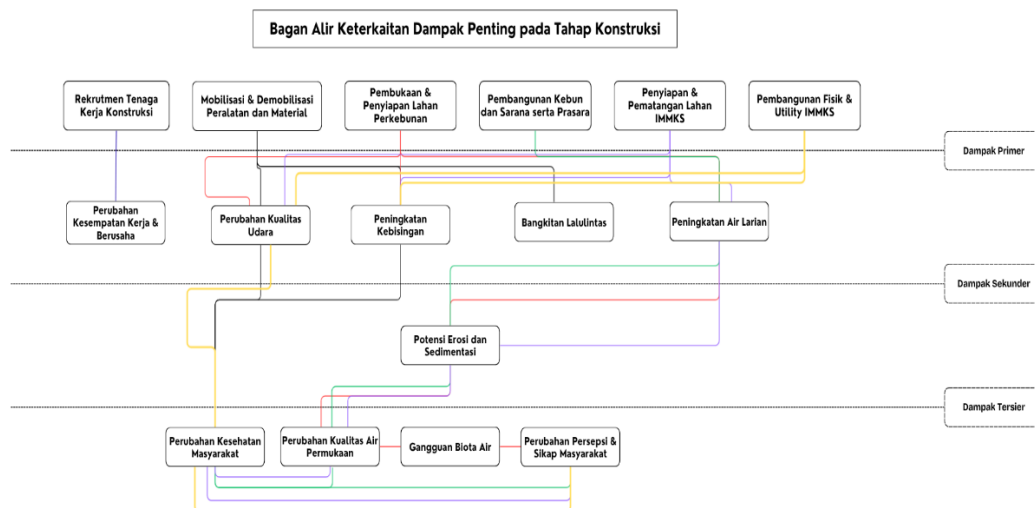 Bagan Alir Keterkaitan Dampak Penting pada Tahap Konstruksi
Rekrutmen Tenaga
Kerja Konstruksi
Mobilisasi & Demobilisasi
Peralatan dan Material
Pembukaan &
Penyiapan Lahan
Perkebunan
Pembangunan Kebun
dan Sarana serta Prasara
Penyiapan &
Pematangan Lahan
IMMKS
Pembangunan Fisik &
Utility IMMKS
Dampak Primer
Perubahan
Kesempatan Kerja &
Berusaha
Perubahan Kualitas
Udara
Peningkatan
Kebisingan
Bangkitan Lalulintas
Peningkatan Air Larian
Dampak Sekunder
Potensi Erosi dan
Sedimentasi
Dampak Tersier
Perubahan Kesehatan
Masyarakat
Perubahan Kualitas Air
Permukaan
Gangguan Biota Air
Perubahan Persepsi &
Sikap Masyarakat